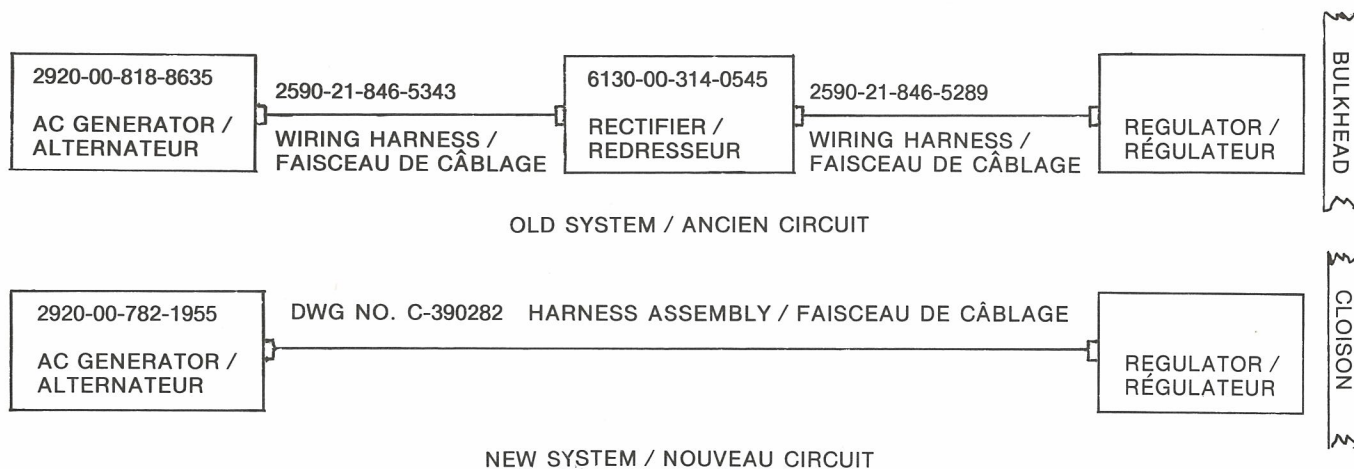 2920-00-818-8635
AC GENERATOR /
ALTERNATEUR
2590-21-846-5343
WIRING HARNESS /
FAISCEAU DE CÂBLAGE
6130-00-314-0545
RECTIFIER /
REDRESSEUR
2590-21-846-5289
WIRING HARNESS /
FAISCEAU DE CÂBLAGE
REGULATOR /
RÉGULATEUR
BULKHEAD
OLD SYSTEM / ANCIEN CIRCUIT
2920-00-782-1955
AC GENERATOR /
ALTERNATEUR
DWG NO. C-390282 HARNESS ASSEMBLY / FAISCEAU DE CÂBLAGE
REGULATOR /
RÉGULATEUR
CLOISON
NEW SYSTEM / NOUVEAU CIRCUIT